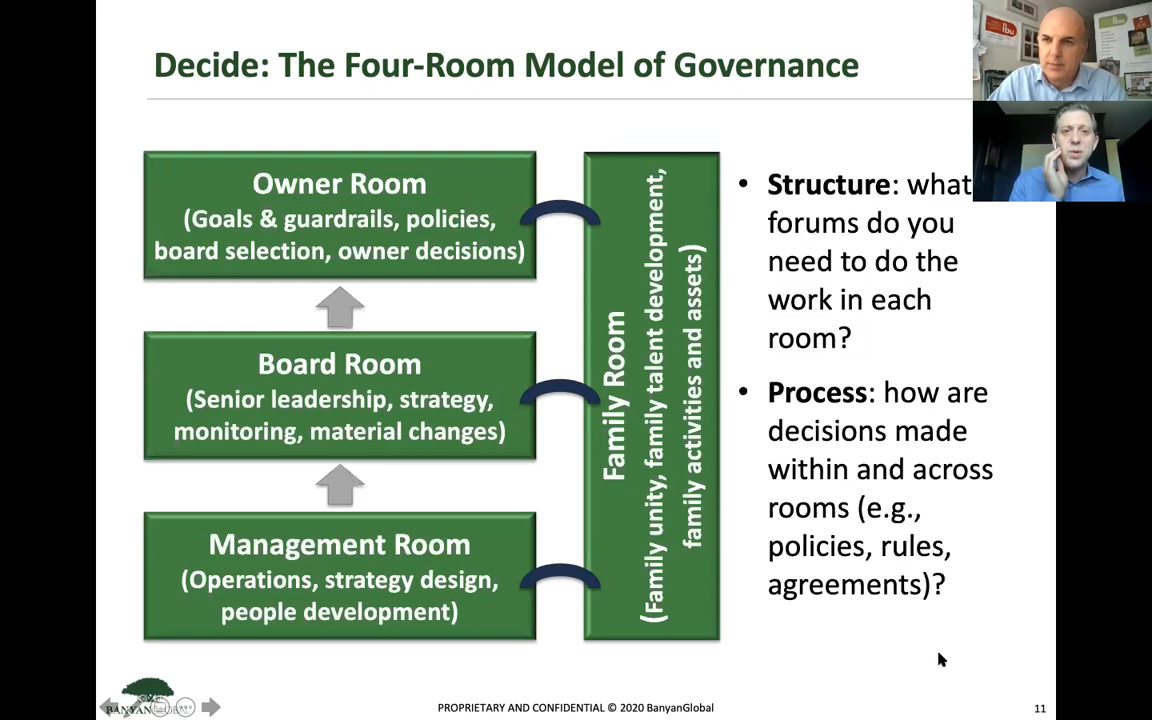 Decide: The Four-Room Model of Governance
Owner Room
(Goals & guardrails, policies,
board selection, owner decisions)
Board Room
(Senior leadership, strategy,
monitoring, material changes)
Management Room
(Operations, strategy design,
people development)
Family Room
(Family unity, family talent development,
family activities and assets)
• Structure: what
forums do you
need to do the
work in each
room?
• Process: how are
decisions made
within and across
rooms (e.g.,
policies, rules,
agreements)?
fbu
PROPRIETARY AND CONFIDENTIAL © 2020 BanyanGlobal
11